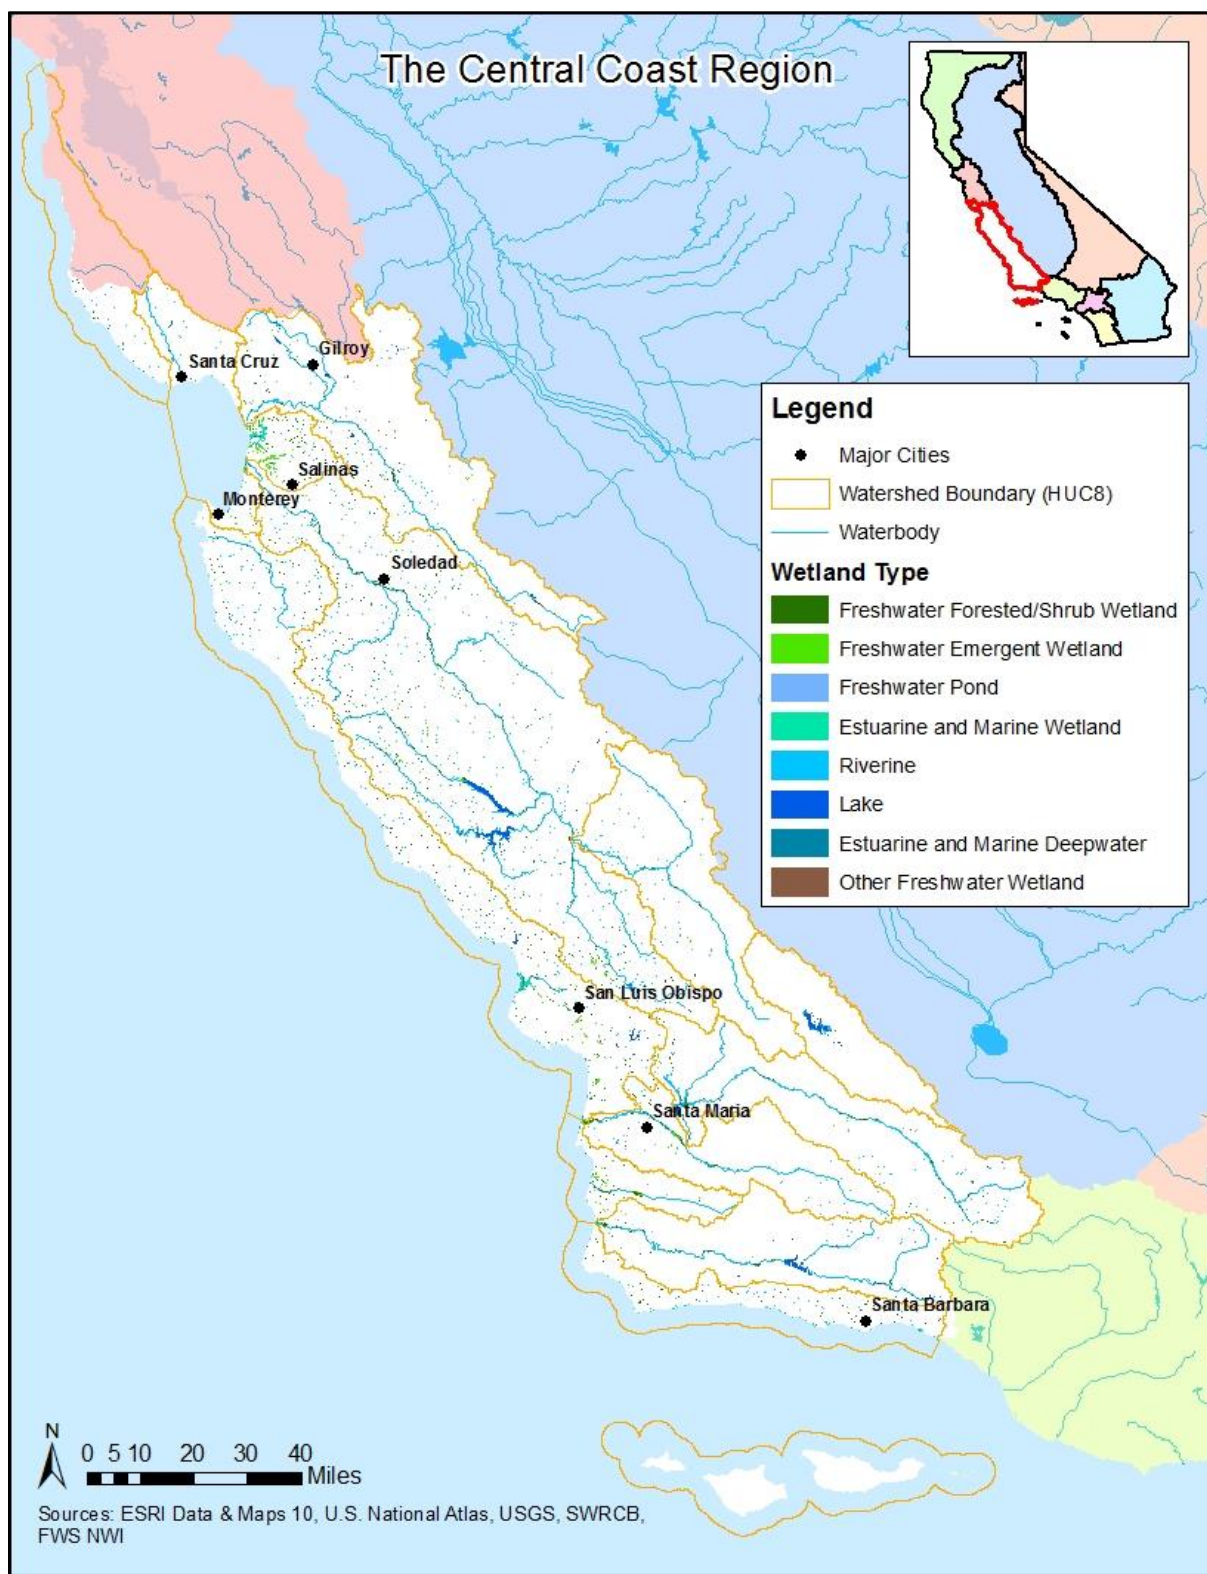 The Central Coast Region
Santa Cruz
Gilroy
Salinas
Monterey
Soledad
San Luis Obispo
Santa Maria
Santa Barbara
Legend
Major Cities
Watershed Boundary (HUC8)
Waterbody
Wetland Type
Freshwater Forested/Shrub Wetland
Freshwater Emergent Wetland
Freshwater Pond
Estuarine and Marine Wetland
Riverine
Lake
Estuarine and Marine Deepwater
Other Freshwater Wetland
N
0 5 10 20 30 40
Miles
Sources: ESRI Data & Maps 10, U.S. National Atlas, USGS, SWRCB,
FWS NWI